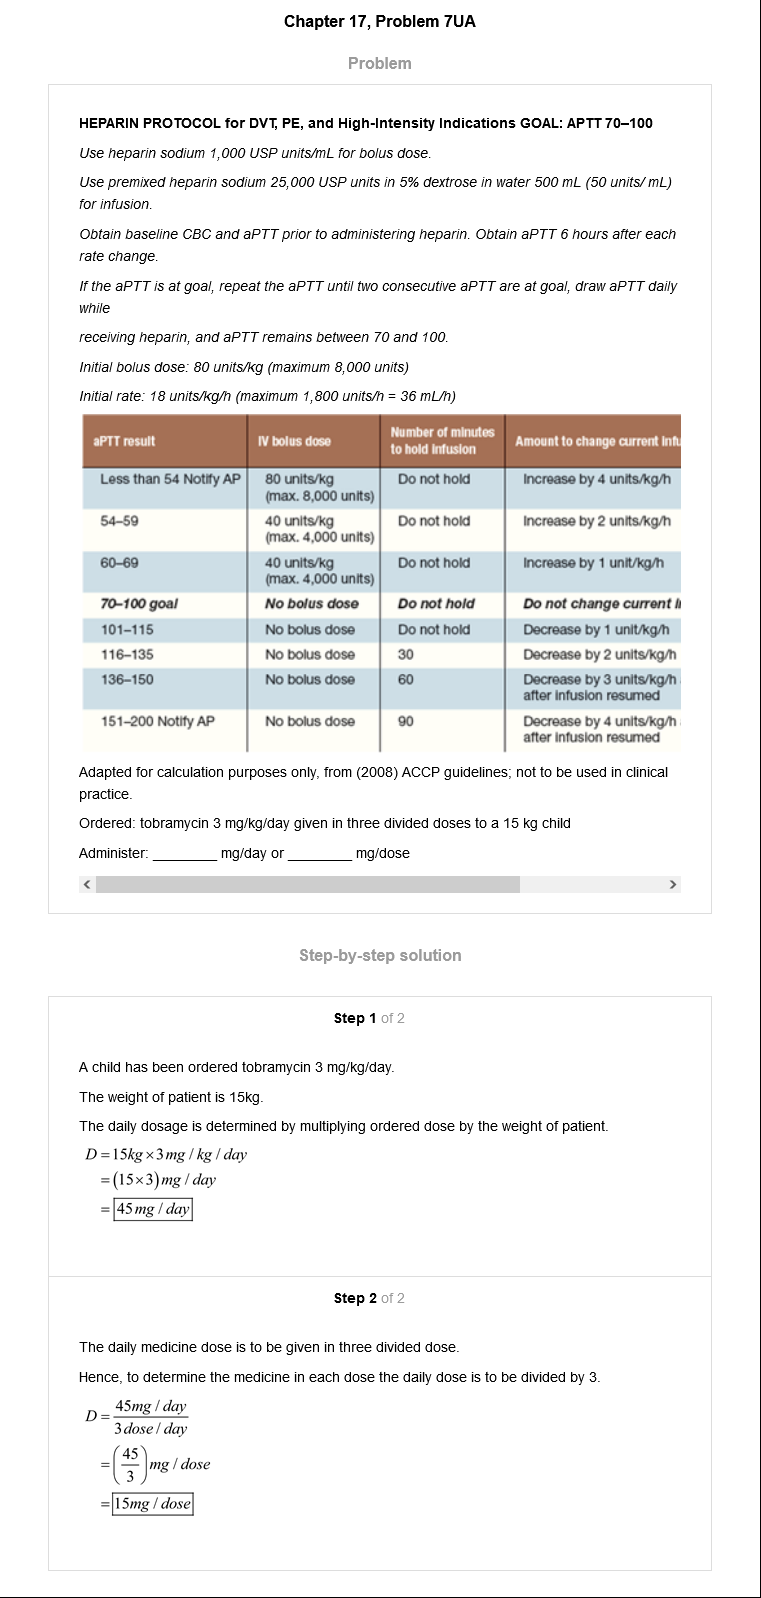 Chapter 17, Problem 7UA
Problem
HEPARIN PROTOCOL for DVT, PE, and High-Intensity Indications GOAL: APTT 70–100
Use heparin sodium 1,000 USP units/mL for bolus dose.
Use premixed heparin sodium 25,000 USP units in 5% dextrose in water 500 mL (50 units/ mL)
for infusion.
Obtain baseline CBC and aPTT prior to administering heparin. Obtain aPTT 6 hours after each
rate change.
If the aPTT is at goal, repeat the aPTT until two consecutive aPTT are at goal, draw aPTT daily
while
receiving heparin, and aPTT remains between 70 and 100.
Initial bolus dose: 80 units/kg (maximum 8,000 units)
Initial rate: 18 units/kg/h (maximum 1,800 units/h = 36 mL/h)
aPTT result IV bolus dose Number of minutes to hold infusion Amount to change current
Less than 54 Notify AP 80 units/kg (max. 8,000 units) Do not hold Increase by 4 units/kg/h
54–59 40 units/kg (max. 4,000 units) Do not hold Increase by 2 units/kg/h
60–69 40 units/kg (max. 4,000 units) Do not hold Increase by 1 unit/kg/h
70–100 goal No bolus dose Do not hold Do not change current
101–115 No bolus dose Do not hold Decrease by 1 unit/kg/h
116–135 No bolus dose 30 Decrease by 2 units/kg/h
136–150 No bolus dose 60 Decrease by 3 units/kg/h after infusion resumed
151–200 Notify AP No bolus dose 90 Decrease by 4 units/kg/h after infusion resumed
Adapted for calculation purposes only, from (2008) ACCP guidelines; not to be used in clinical
practice.
Ordered: tobramycin 3 mg/kg/day given in three divided doses to a 15 kg child
Administer: ________ mg/day or ________ mg/dose
Step-by-step solution
Step 1 of 2
A child has been ordered tobramycin 3 mg/kg/day.
The weight of patient is 15kg.
The daily dosage is determined by multiplying ordered dose by the weight of patient.
D = 15kg × 3 mg / kg / day
= (15×3) mg / day
= 45 mg / day
Step 2 of 2
The daily medicine dose is to be given in three divided dose.
Hence, to determine the medicine in each dose the daily dose is to be divided by 3.
D = 45mg / day
3 dose / day
= (45/3) mg / dose
= 15mg / dose